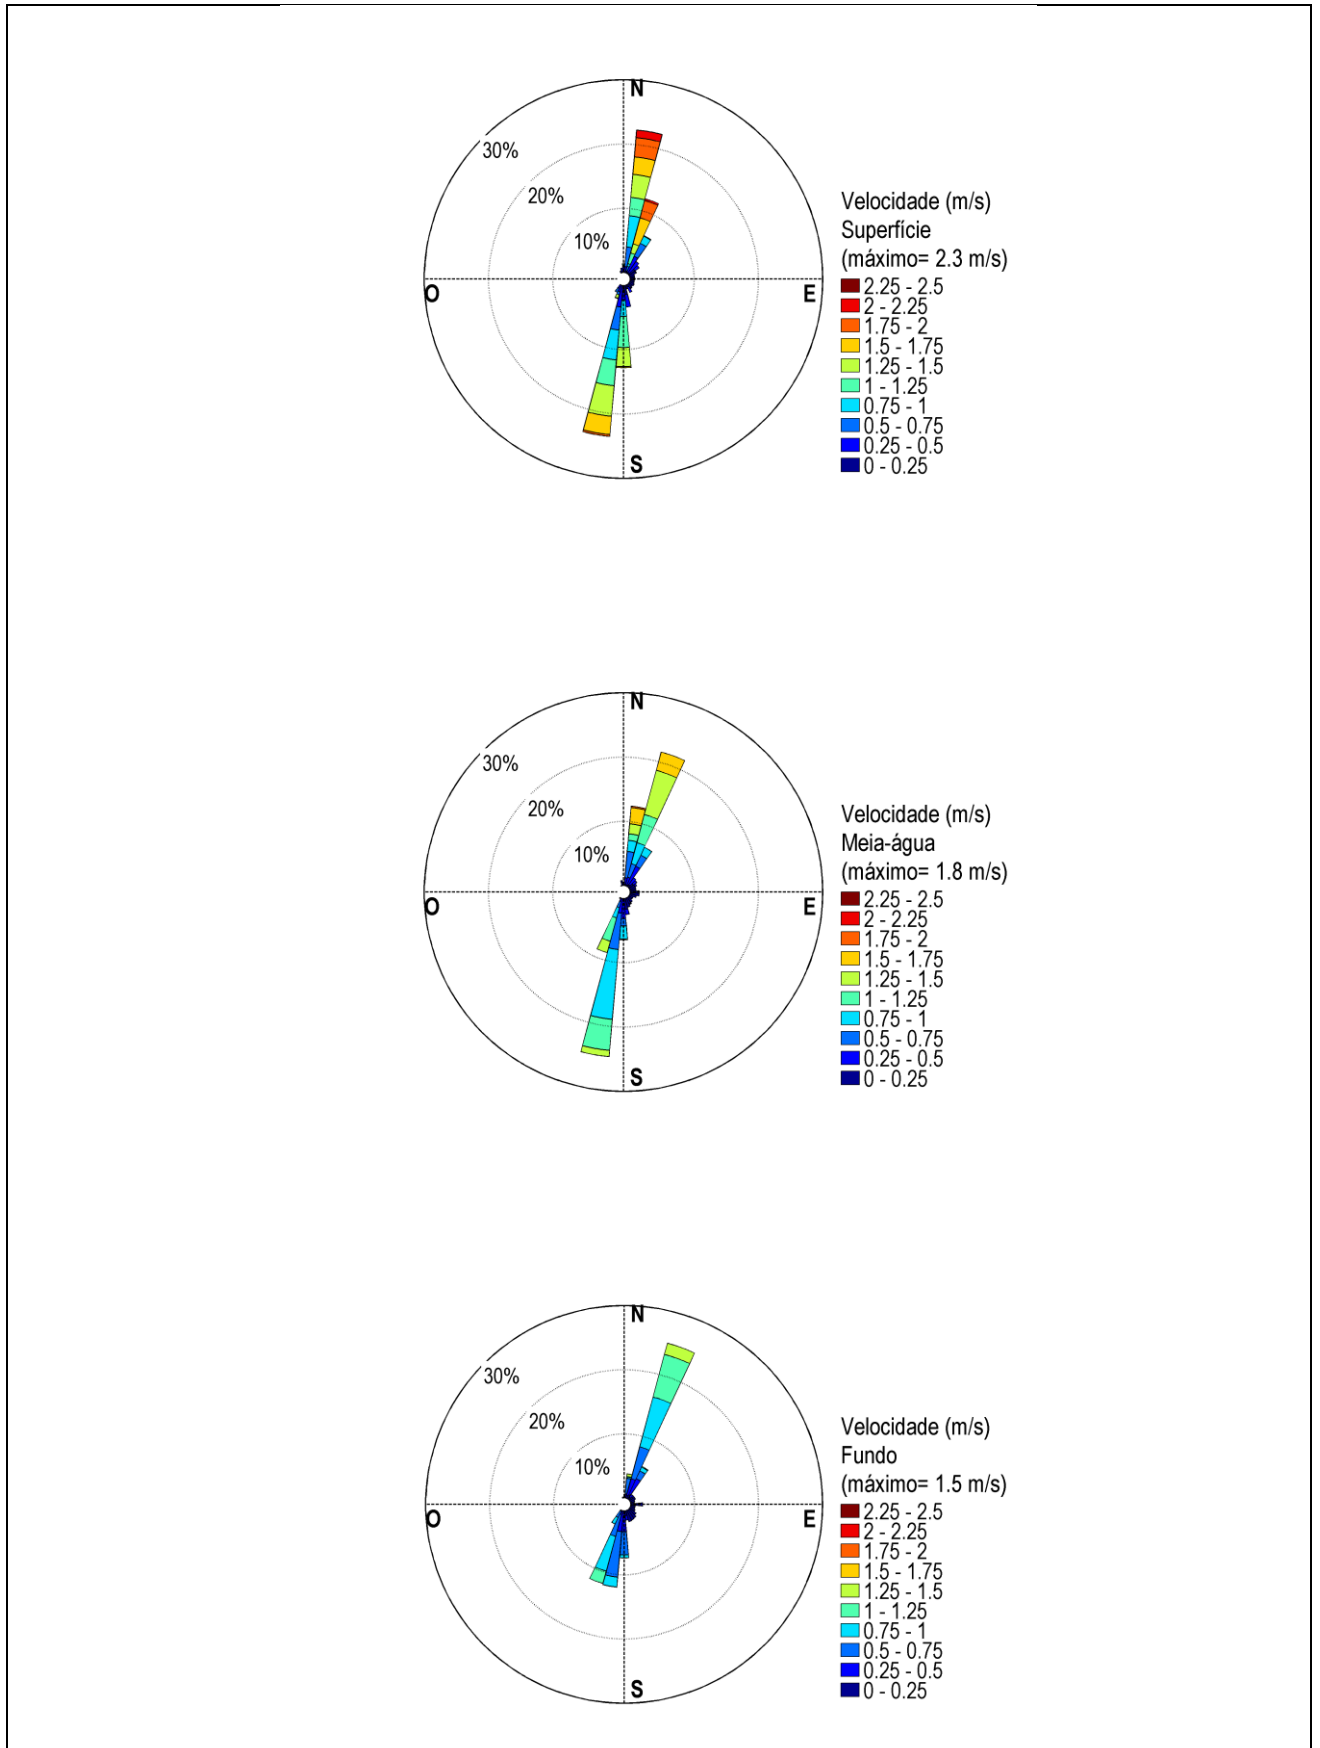 N
30%
20%
10%
O
E
S
Velocidade (m/s)
Superfície
(máximo= 2.3 m/s)
2.25 - 2.5
2 - 2.25
1.75 - 2
1.5 - 1.75
1.25 - 1.5
1 - 1.25
0.75 - 1
0.5 - 0.75
0.25 - 0.5
0 - 0.25
N
30%
20%
10%
O
E
S
Velocidade (m/s)
Meia-água
(máximo= 1.8 m/s)
2.25 - 2.5
2 - 2.25
1.75 - 2
1.5 - 1.75
1.25 - 1.5
1 - 1.25
0.75 - 1
0.5 - 0.75
0.25 - 0.5
0 - 0.25
N
30%
20%
10%
O
E
S
Velocidade (m/s)
Fundo
(máximo= 1.5 m/s)
2.25 - 2.5
2 - 2.25
1.75 - 2
1.5 - 1.75
1.25 - 1.5
1 - 1.25
0.75 - 1
0.5 - 0.75
0.25 - 0.5
0 - 0.25